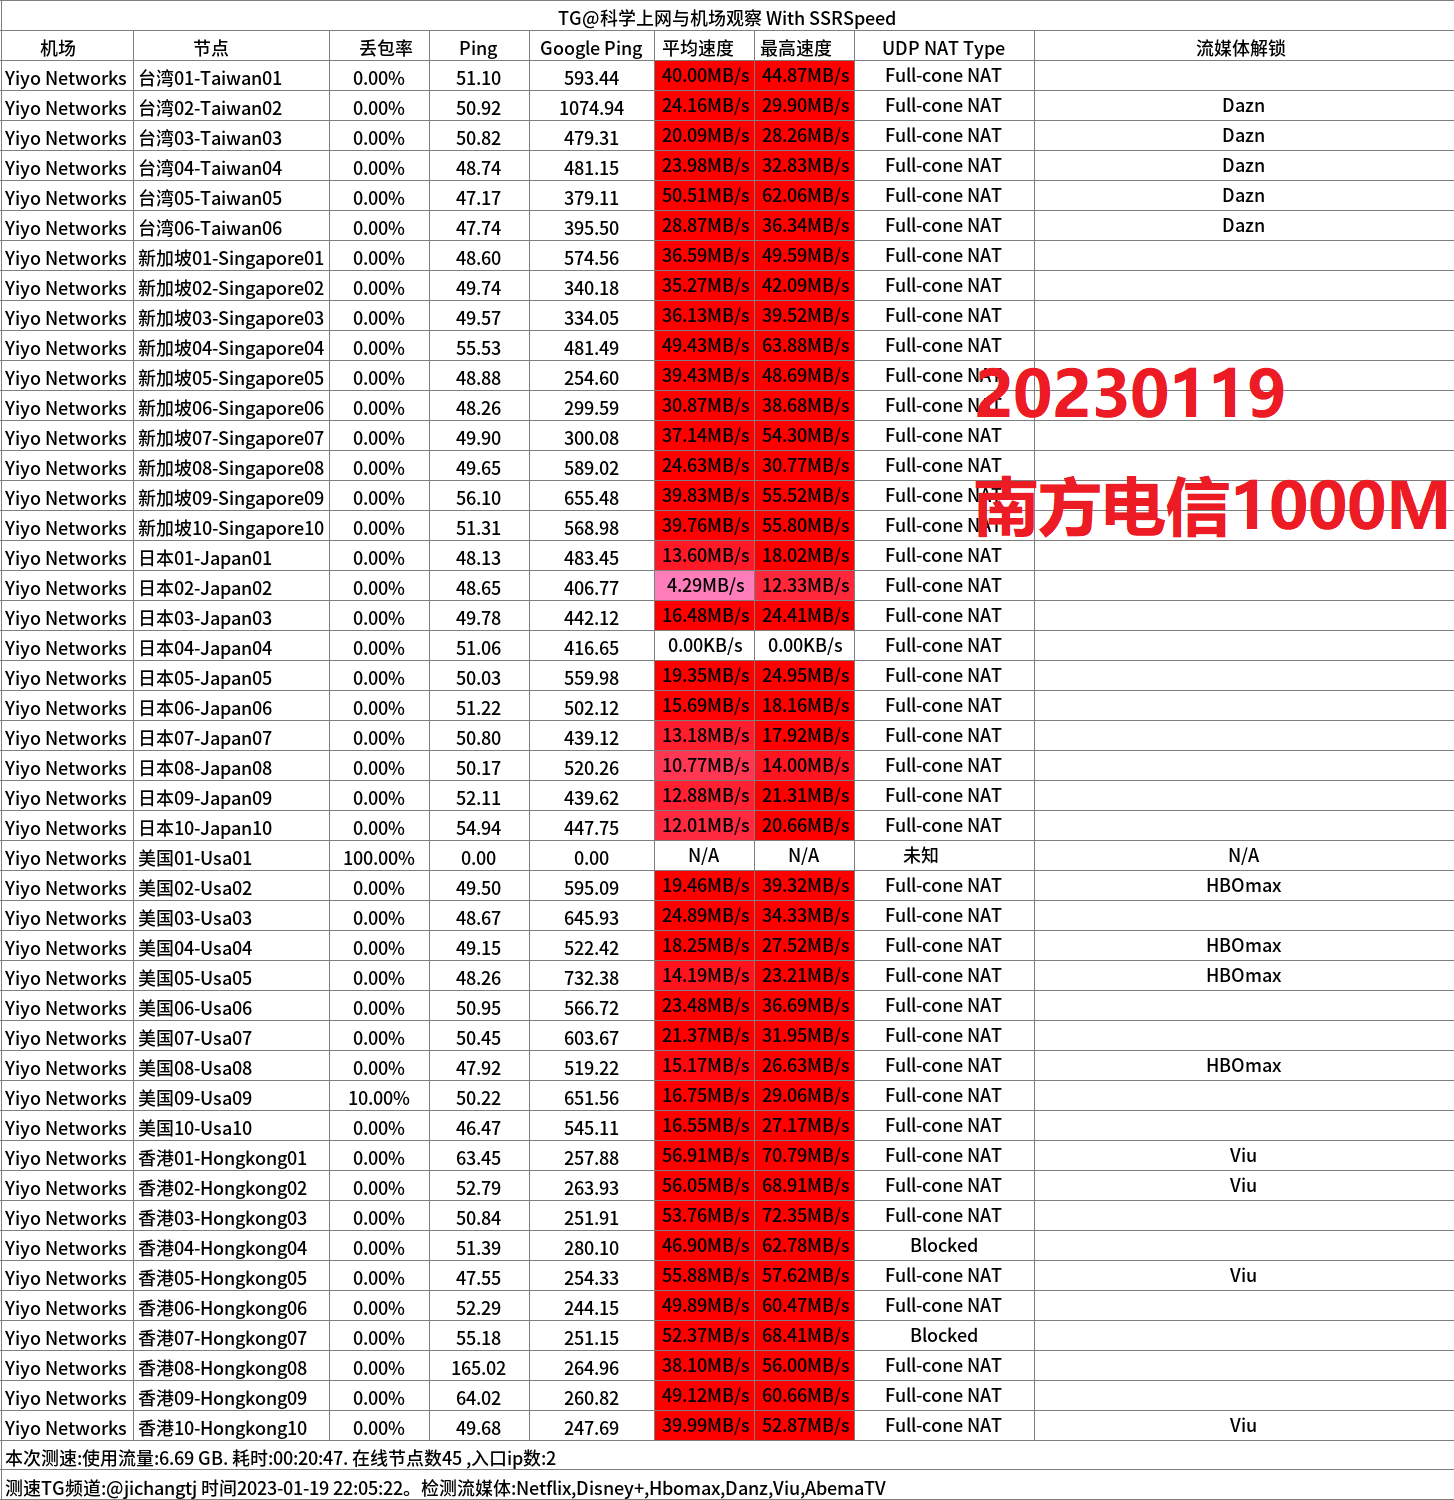 TG@科学上网与机场观察 With SSRSpeed
机场 节点 丢包率 Ping Google Ping 平均速度 最高速度 UDP NAT Type 流媒体解锁
Yiyo Networks 台湾01-Taiwan01 0.00% 51.10 593.44 40.00MB/s 44.87MB/s Full-cone NAT
Yiyo Networks 台湾02-Taiwan02 0.00% 50.92 1074.94 24.16MB/s 29.90MB/s Full-cone NAT Dazn
Yiyo Networks 台湾03-Taiwan03 0.00% 50.82 479.31 20.09MB/s 28.26MB/s Full-cone NAT Dazn
Yiyo Networks 台湾04-Taiwan04 0.00% 48.74 481.15 23.98MB/s 32.83MB/s Full-cone NAT Dazn
Yiyo Networks 台湾05-Taiwan05 0.00% 47.17 379.11 50.51MB/s 62.06MB/s Full-cone NAT Dazn
Yiyo Networks 台湾06-Taiwan06 0.00% 47.74 395.50 28.87MB/s 36.34MB/s Full-cone NAT Dazn
Yiyo Networks 新加坡01-Singapore01 0.00% 48.60 574.56 36.59MB/s 49.59MB/s Full-cone NAT
Yiyo Networks 新加坡02-Singapore02 0.00% 49.74 340.18 35.27MB/s 42.09MB/s Full-cone NAT
Yiyo Networks 新加坡03-Singapore03 0.00% 49.57 334.05 36.13MB/s 39.52MB/s Full-cone NAT
Yiyo Networks 新加坡04-Singapore04 0.00% 55.53 481.49 49.43MB/s 63.88MB/s Full-cone NAT
Yiyo Networks 新加坡05-Singapore05 0.00% 48.88 254.60 39.43MB/s 48.69MB/s Full-cone NAT
20230119
Yiyo Networks 新加坡06-Singapore06 0.00% 48.26 299.59 30.87MB/s 38.68MB/s Full-cone NAT
Yiyo Networks 新加坡07-Singapore07 0.00% 49.90 300.08 37.14MB/s 54.30MB/s Full-cone NAT
Yiyo Networks 新加坡08-Singapore08 0.00% 49.65 589.02 24.63MB/s 30.77MB/s Full-cone NAT
Yiyo Networks 新加坡09-Singapore09 0.00% 56.10 655.48 39.83MB/s 55.52MB/s Full-cone NAT
南方电信1000M
Yiyo Networks 新加坡10-Singapore10 0.00% 51.31 568.98 39.76MB/s 55.80MB/s Full-cone NAT
Yiyo Networks 日本01-Japan01 0.00% 48.13 483.45 13.60MB/s 18.02MB/s Full-cone NAT
Yiyo Networks 日本02-Japan02 0.00% 48.65 406.77 4.29MB/s 12.33MB/s Full-cone NAT
Yiyo Networks 日本03-Japan03 0.00% 49.78 442.12 16.48MB/s 24.41MB/s Full-cone NAT
Yiyo Networks 日本04-Japan04 0.00% 51.06 416.65 0.00KB/s 0.00KB/s Full-cone NAT
Yiyo Networks 日本05-Japan05 0.00% 50.03 559.98 19.35MB/s 24.95MB/s Full-cone NAT
Yiyo Networks 日本06-Japan06 0.00% 51.22 502.12 15.69MB/s 18.16MB/s Full-cone NAT
Yiyo Networks 日本07-Japan07 0.00% 50.80 439.12 13.18MB/s 17.92MB/s Full-cone NAT
Yiyo Networks 日本08-Japan08 0.00% 50.17 520.26 10.77MB/s 14.00MB/s Full-cone NAT
Yiyo Networks 日本09-Japan09 0.00% 52.11 439.62 12.88MB/s 21.31MB/s Full-cone NAT
Yiyo Networks 日本10-Japan10 0.00% 54.94 447.75 12.01MB/s 20.66MB/s Full-cone NAT
Yiyo Networks 美国01-Usa01 100.00% 0.00 0.00 N/A N/A 未知 N/A
Yiyo Networks 美国02-Usa02 0.00% 49.50 595.09 19.46MB/s 39.32MB/s Full-cone NAT HBOmax
Yiyo Networks 美国03-Usa03 0.00% 48.67 645.93 24.89MB/s 34.33MB/s Full-cone NAT
Yiyo Networks 美国04-Usa04 0.00% 49.15 522.42 18.25MB/s 27.52MB/s Full-cone NAT HBOmax
Yiyo Networks 美国05-Usa05 0.00% 48.26 732.38 14.19MB/s 23.21MB/s Full-cone NAT HBOmax
Yiyo Networks 美国06-Usa06 0.00% 50.95 566.72 23.48MB/s 36.69MB/s Full-cone NAT
Yiyo Networks 美国07-Usa07 0.00% 50.45 603.67 21.37MB/s 31.95MB/s Full-cone NAT
Yiyo Networks 美国08-Usa08 0.00% 47.92 519.22 15.17MB/s 26.63MB/s Full-cone NAT HBOmax
Yiyo Networks 美国09-Usa09 10.00% 50.22 651.56 16.75MB/s 29.06MB/s Full-cone NAT
Yiyo Networks 美国10-Usa10 0.00% 46.47 545.11 16.55MB/s 27.17MB/s Full-cone NAT
Yiyo Networks 香港01-Hongkong01 0.00% 63.45 257.88 56.91MB/s 70.79MB/s Full-cone NAT Viu
Yiyo Networks 香港02-Hongkong02 0.00% 52.79 263.93 56.05MB/s 68.91MB/s Full-cone NAT Viu
Yiyo Networks 香港03-Hongkong03 0.00% 50.84 251.91 53.76MB/s 72.35MB/s Full-cone NAT
Yiyo Networks 香港04-Hongkong04 0.00% 51.39 280.10 46.90MB/s 62.78MB/s Blocked
Yiyo Networks 香港05-Hongkong05 0.00% 47.55 254.33 55.88MB/s 57.62MB/s Full-cone NAT Viu
Yiyo Networks 香港06-Hongkong06 0.00% 52.29 244.15 49.89MB/s 60.47MB/s Full-cone NAT
Yiyo Networks 香港07-Hongkong07 0.00% 55.18 251.15 52.37MB/s 68.41MB/s Blocked
Yiyo Networks 香港08-Hongkong08 0.00% 165.02 264.96 38.10MB/s 56.00MB/s Full-cone NAT
Yiyo Networks 香港09-Hongkong09 0.00% 64.02 260.82 49.12MB/s 60.66MB/s Full-cone NAT
Yiyo Networks 香港10-Hongkong10 0.00% 49.68 247.69 39.99MB/s 52.87MB/s Full-cone NAT Viu
本次测速:使用流量:6.69 GB. 耗时:00:20:47. 在线节点数45 ,入口ip数:2
测速TG频道:@jichangtj 时间2023-01-19 22:05:22。检测流媒体:Netflix,Disney+,Hbomax,Danz,Viu,AbemaTV